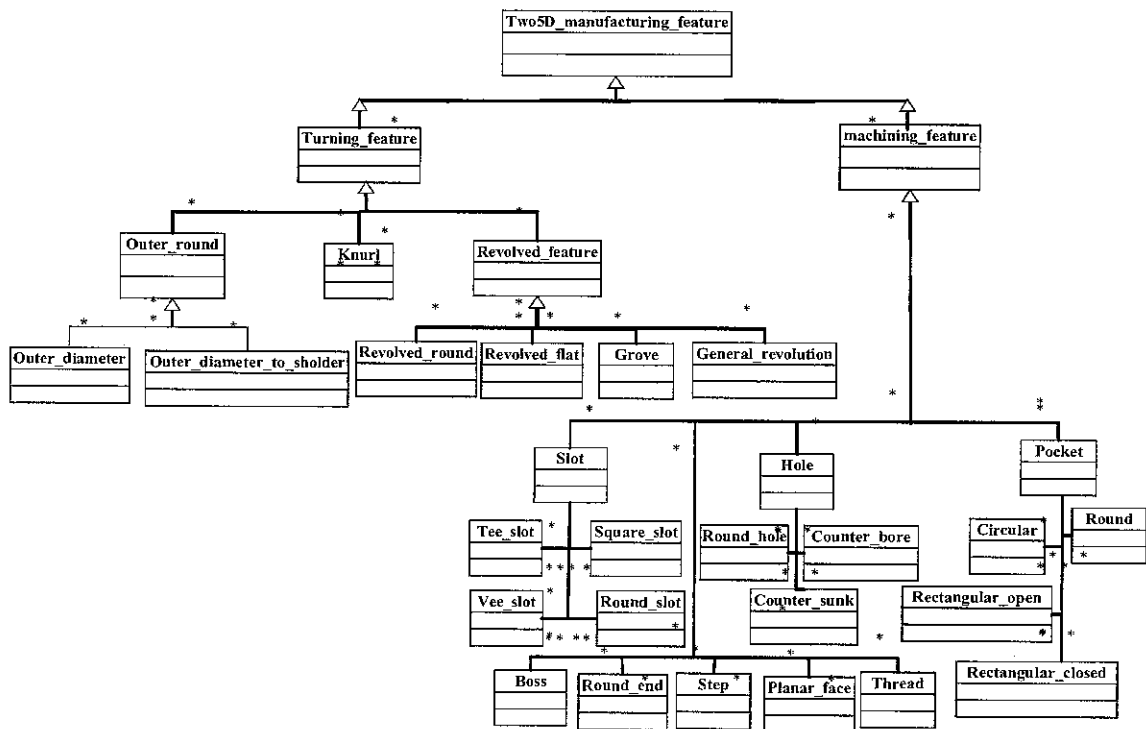 Two5D_manufacturing_feature
Turning_feature
machining_feature
Outer_round
Knurl
Revolved_feature
Outer_diameter
Outer_diameter_to_sholder
Revolved_round
Revolved_flat
Grove
General_revolution
Slot
Hole
Pocket
Tee_slot
Square_slot
Round_hole
Counter_bore
Circular
Round
Vee_slot
Round_slot
Counter_sunk
Rectangular_open
Boss
Round_end
Step
Planar_face
Thread
Rectangular_closed